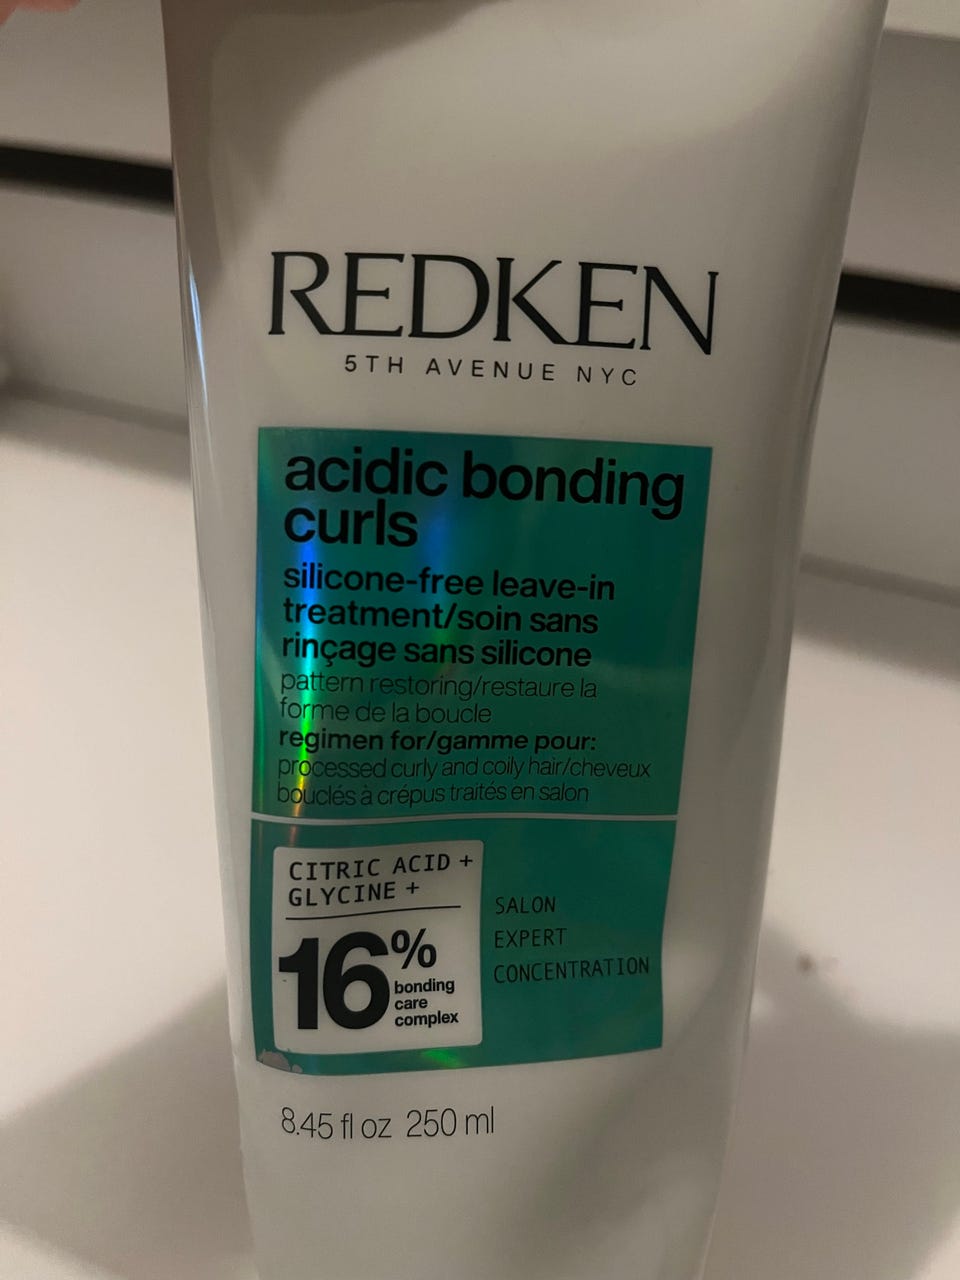 REDKEN
5TH AVENUE NYC
acidic bonding
curls
silicone-free leave-in
treatment/soin sans
rinçage sans silicone
pattern restoring/restaure la
forme de la boucle
regimen for/gamme pour:
processed curly and coily hair/cheveux
bouclés à crépus traités en salon
CITRIC ACID +
GLYCINE +
16%
bonding
care
complex
SALON
EXPERT
CONCENTRATION
8.45 fl oz 250 ml